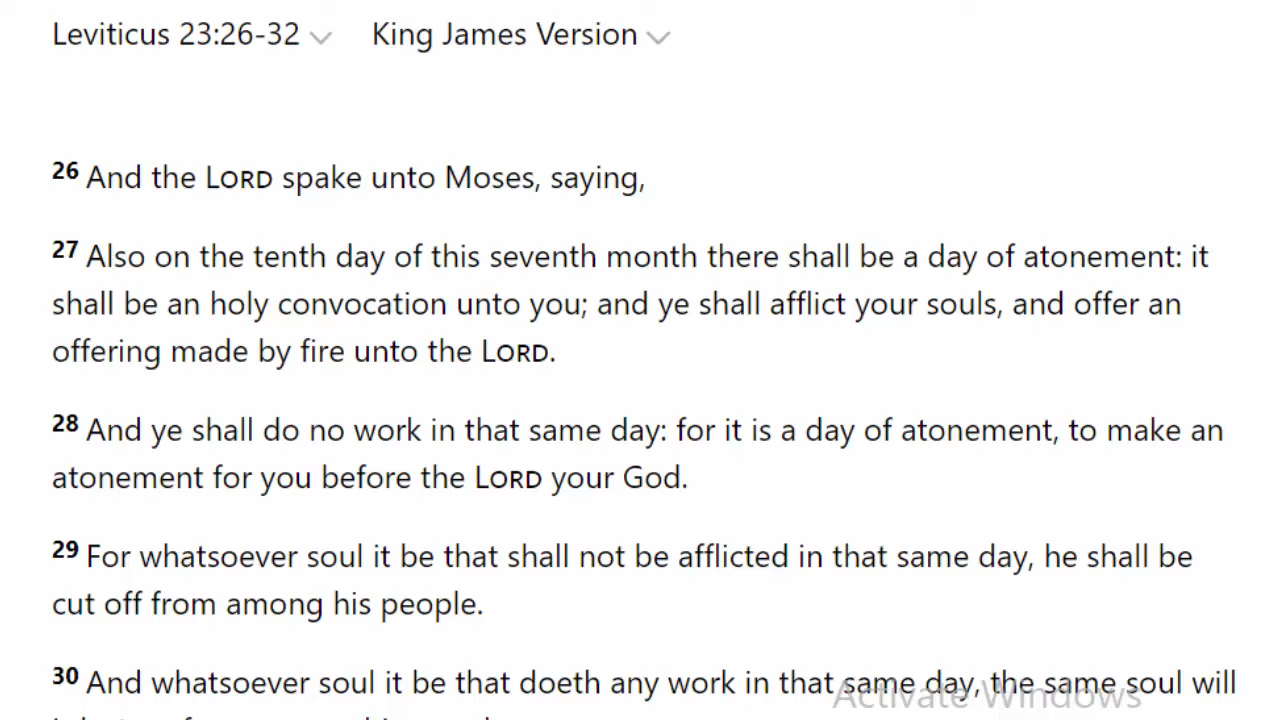 Leviticus 23:26-32 King James Version
26 And the LORD spake unto Moses, saying,
27 Also on the tenth day of this seventh month there shall be a day of atonement: it
shall be an holy convocation unto you; and ye shall afflict your souls, and offer an
offering made by fire unto the LORD.
28 And ye shall do no work in that same day: for it is a day of atonement, to make an
atonement for you before the LORD your God.
29 For whatsoever soul it be that shall not be afflicted in that same day, he shall be
cut off from among his people.
30 And whatsoever soul it be that doeth any work in that same day, the same soul will
Activate Windows